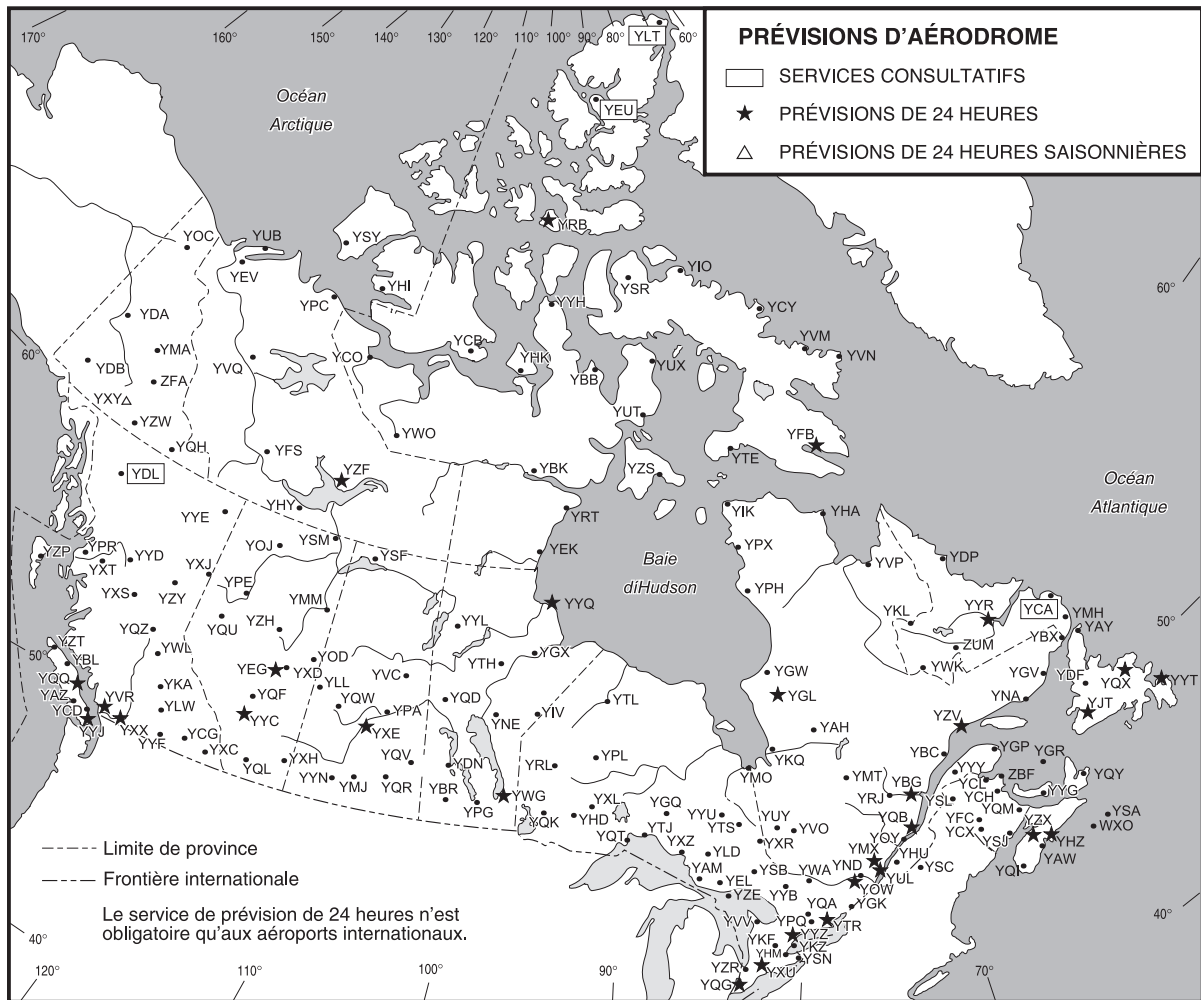 170°
160°
150°
140°
130°
120°
110°
100°
90°
80°
70°
60°
YLT
PRÉVISIONS D'AÉRODROME
SERVICES CONSULTATIFS
PRÉVISIONS DE 24 HEURES
PRÉVISIONS DE 24 HEURES SAISONNIÈRES
Océan
Arctique
YEU
YRB
YOC
YUB
YSY
YEV
YHI
YPC
YYH
YSR
YIO
YCY
60°
YDA
YMA
YDB
ZFA
YXY
YZW
YVQ
YCO
YCB
YHK
YBB
YUX
YVM
YVN
60°
YUT
YWO
YFB
YQH
YFS
YZF
YBK
YZS
YTE
YDL
Océan
Atlantique
YYE
YHY
YRT
YIK
YHA
YOJ
YSM
YSF
YEK
Baie
diHudson
YPX
YVP
YDP
YZP
YPR
YXT
YYD
YXJ
YPE
YXS
YZY
YMM
YYQ
YPH
YKL
YYR
YCA
YMH
YAY
50°
YQZ
YQU
YZH
YYL
ZUM
YBX
50°
YZT
YBL
YWL
YEG
YXD
YOD
YVC
YTH
YGX
YGW
YWK
YGV
YDF
YQX
YYT
YQQ
YAZ
YVR
YKA
YQF
YLL
YQW
YPA
YQD
YTL
YGL
YNA
YJT
YCD
YYJ
YXX
YLW
YYC
YXE
YNE
YIV
YAH
YZV
YYF
YCG
YXC
YQL
YXH
YQV
YDN
YRL
YPL
YKQ
YBC
YGP
YGR
YYN
YMJ
YQR
YBR
YPG
YWG
YMO
YMT
YBG
YYY
YCL
ZBF
YQY
YQK
YHD
YXL
YGQ
YYU
YTS
YUY
YVO
YRJ
YSL
YCH
YYG
YQM
YSA
YQT
YTJ
YXZ
YXR
YQB
YFC
YCX
YSJ
YZX
YHZ
WXO
YLD
YMX
YOY
YHU
YSC
YAW
YQI
YAM
YEL
YSB
YWA
YND
YUL
YZE
YYB
YOW
YVV
YQA
YPQ
YTR
YGK
YKF
YYZ
YHM
YKZ
YSN
YZR
YXU
YQG
Limite de province
Frontière internationale
Le service de prévision de 24 heures n'est
obligatoire qu'aux aéroports internationaux.
40°
40°
120°
110°
100°
90°
70°